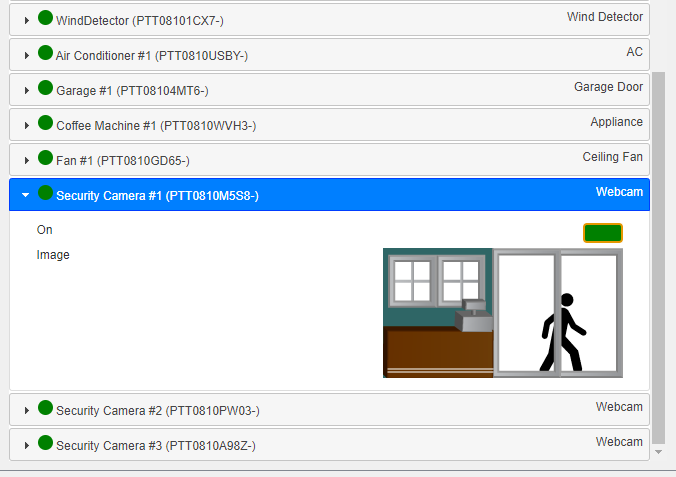 WindDetector (PTT08101CX7-) Wind Detector
Air Conditioner #1 (PTT0810USBY-) AC
Garage #1 (PTT08104MT6-) Garage Door
Coffee Machine #1 (PTT0810WVH3-) Appliance
Fan #1 (PTT0810GD65-) Ceiling Fan
Security Camera #1 (PTT0810M5S8-) Webcam
On
Image
Security Camera #2 (PTT0810PW03-) Webcam
Security Camera #3 (PTT0810A98Z-) Webcam